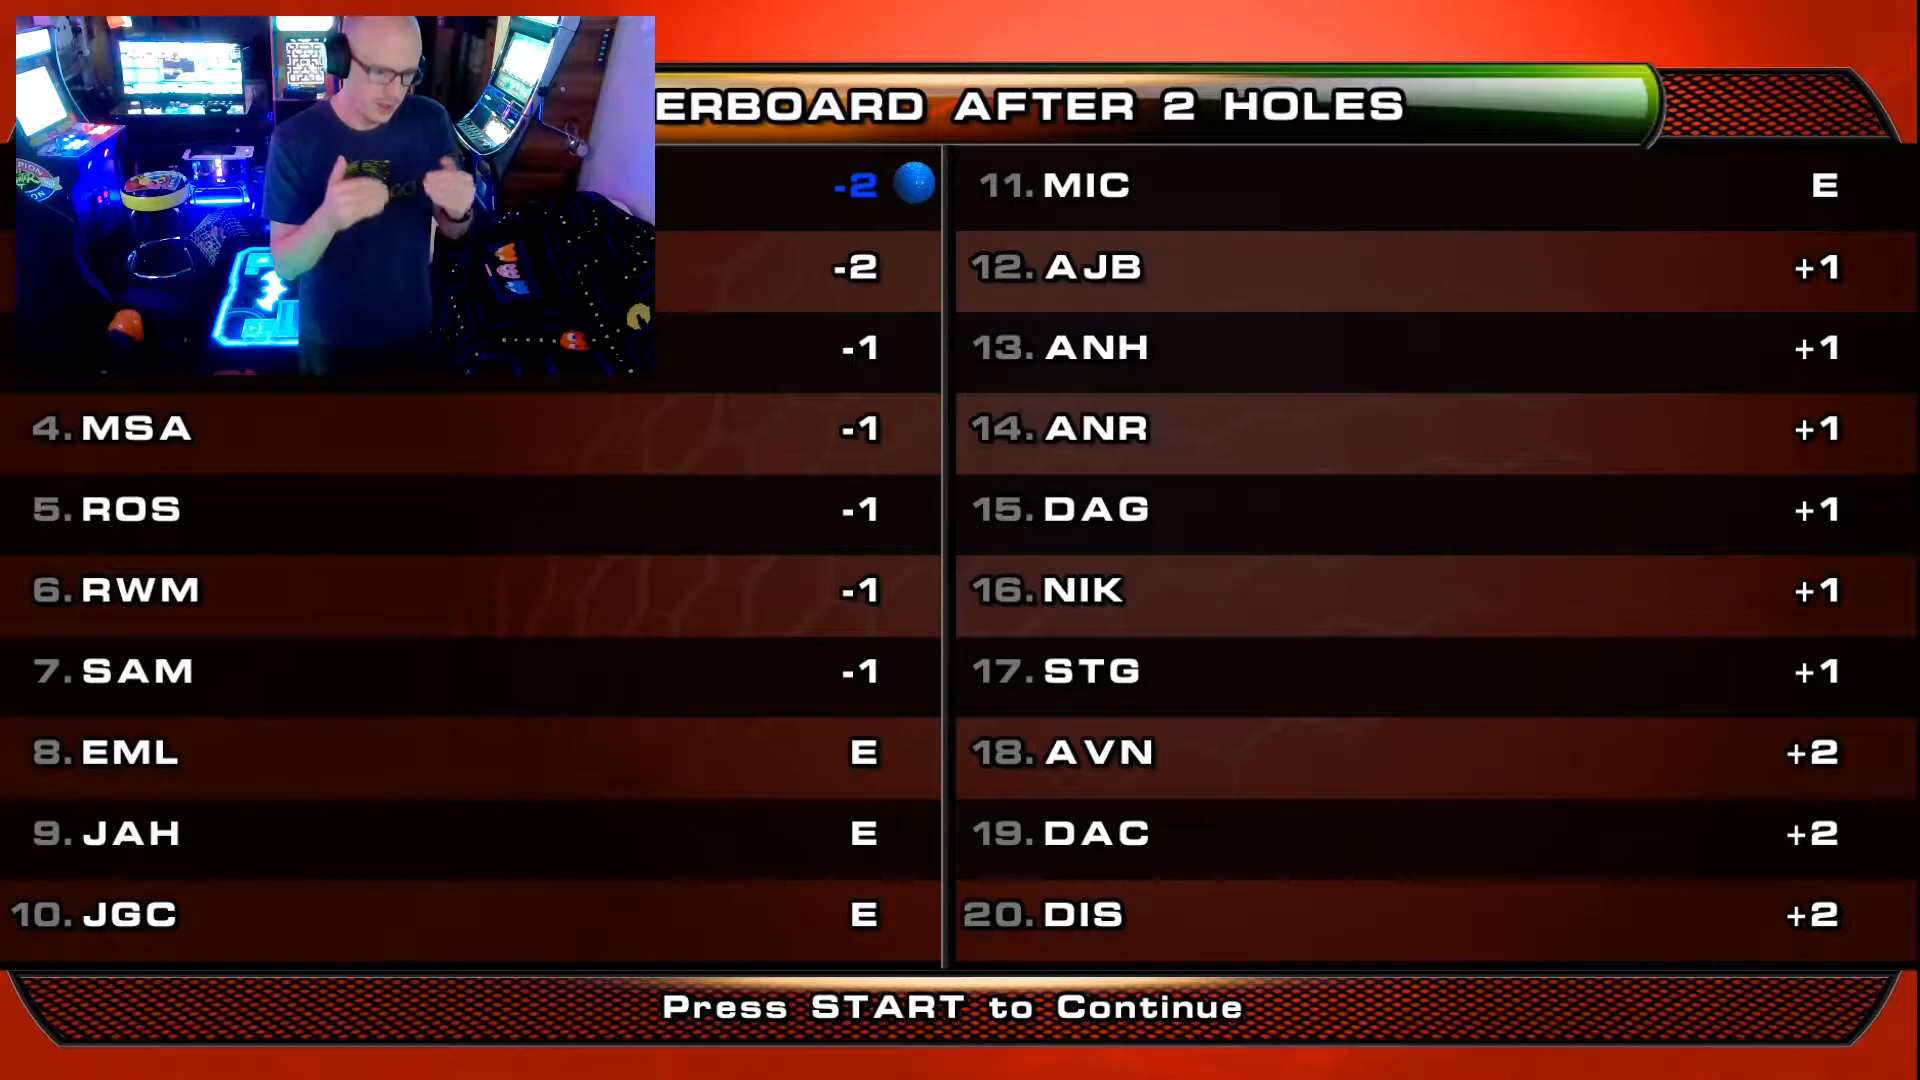 ERBOARD AFTER 2 HOLES
-2
-2
-1
4. MSA -1
5. ROS -1
6. RWM -1
7. SAM -1
8. EML E
9. JAH E
10. JGC E
11. MIC E
12. AJB +1
13. ANH +1
14. ANR +1
15. DAG +1
16. NIK +1
17. STG +1
18. AVN +2
19. DAC +2
20. DIS +2
Press START to Continue